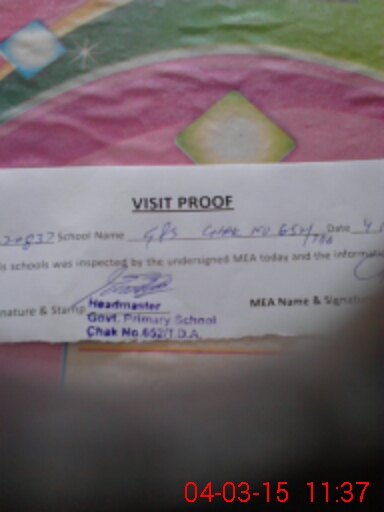 VISIT PROOF
School Name GPS CHAK NO 652/TDA Date 4
is schools was inspected by the undersigned MEA today and the informatio
nature & Stamp MEA Name & Signatu
Headmaster
Govt. Primary School
Chak No.652/T.D.A.
04-03-15 11:37